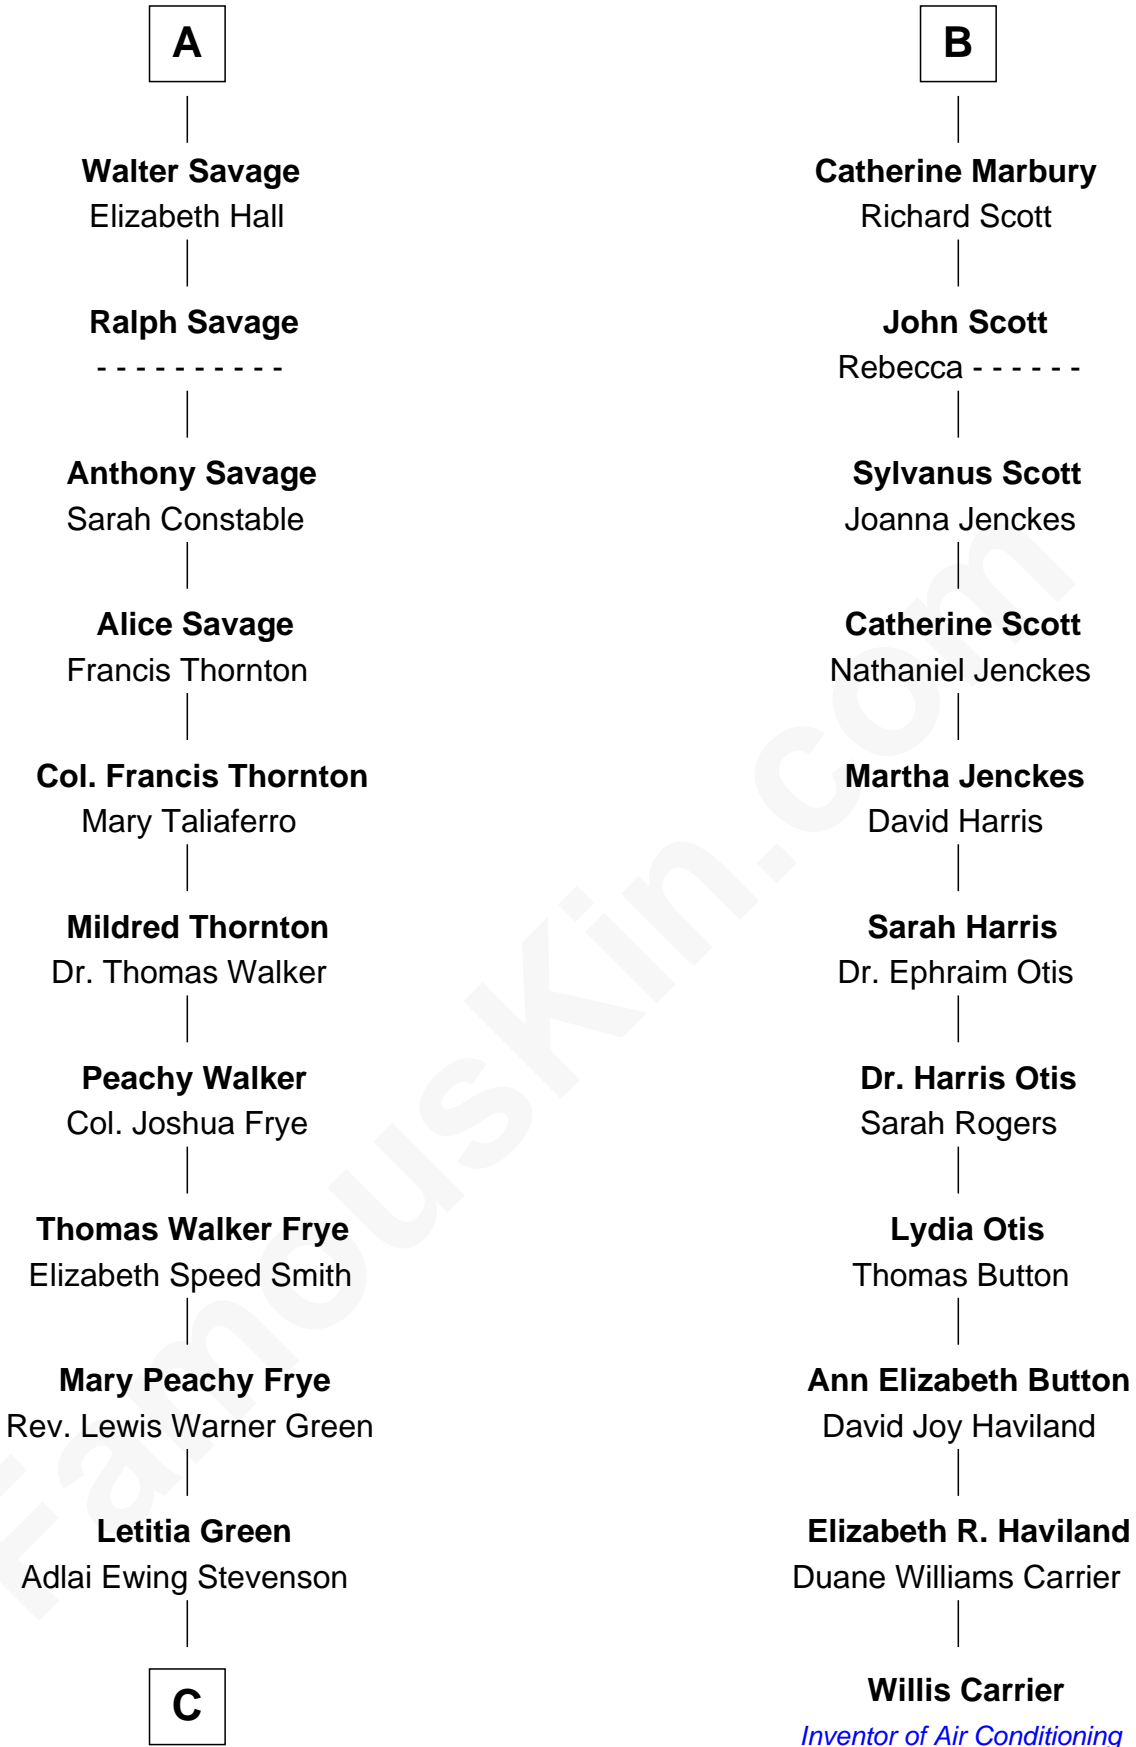 A
Walter Savage
Elizabeth Hall
Ralph Savage
- - - - - - - - - -
Anthony Savage
Sarah Constable
Alice Savage
Francis Thornton
Col. Francis Thornton
Mary Taliaferro
Mildred Thornton
Dr. Thomas Walker
Peachy Walker
Col. Joshua Frye
Thomas Walker Frye
Elizabeth Speed Smith
Mary Peachy Frye
Rev. Lewis Warner Green
Letitia Green
Adlai Ewing Stevenson
C
B
Catherine Marbury
Richard Scott
John Scott
Rebecca - - - - - -
Sylvanus Scott
Joanna Jenckes
Catherine Scott
Nathaniel Jenckes
Martha Jenckes
David Harris
Sarah Harris
Dr. Ephraim Otis
Dr. Harris Otis
Sarah Rogers
Lydia Otis
Thomas Button
Ann Elizabeth Button
David Joy Haviland
Elizabeth R. Haviland
Duane Williams Carrier
Willis Carrier
Inventor of Air Conditioning
FamousKin.com